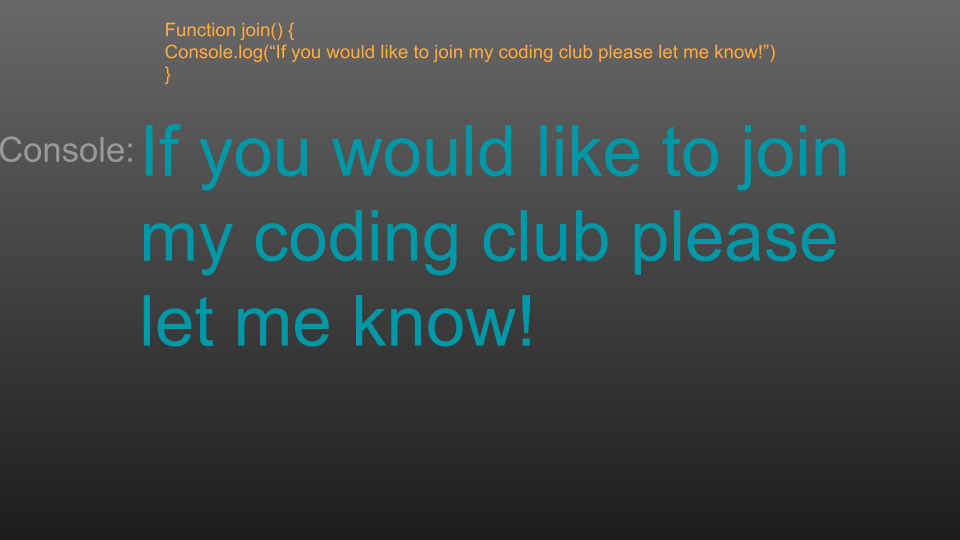 Function join() {
Console.log(“If you would like to join my coding club please let me know!”)
}
Console:
If you would like to join
my coding club please
let me know!